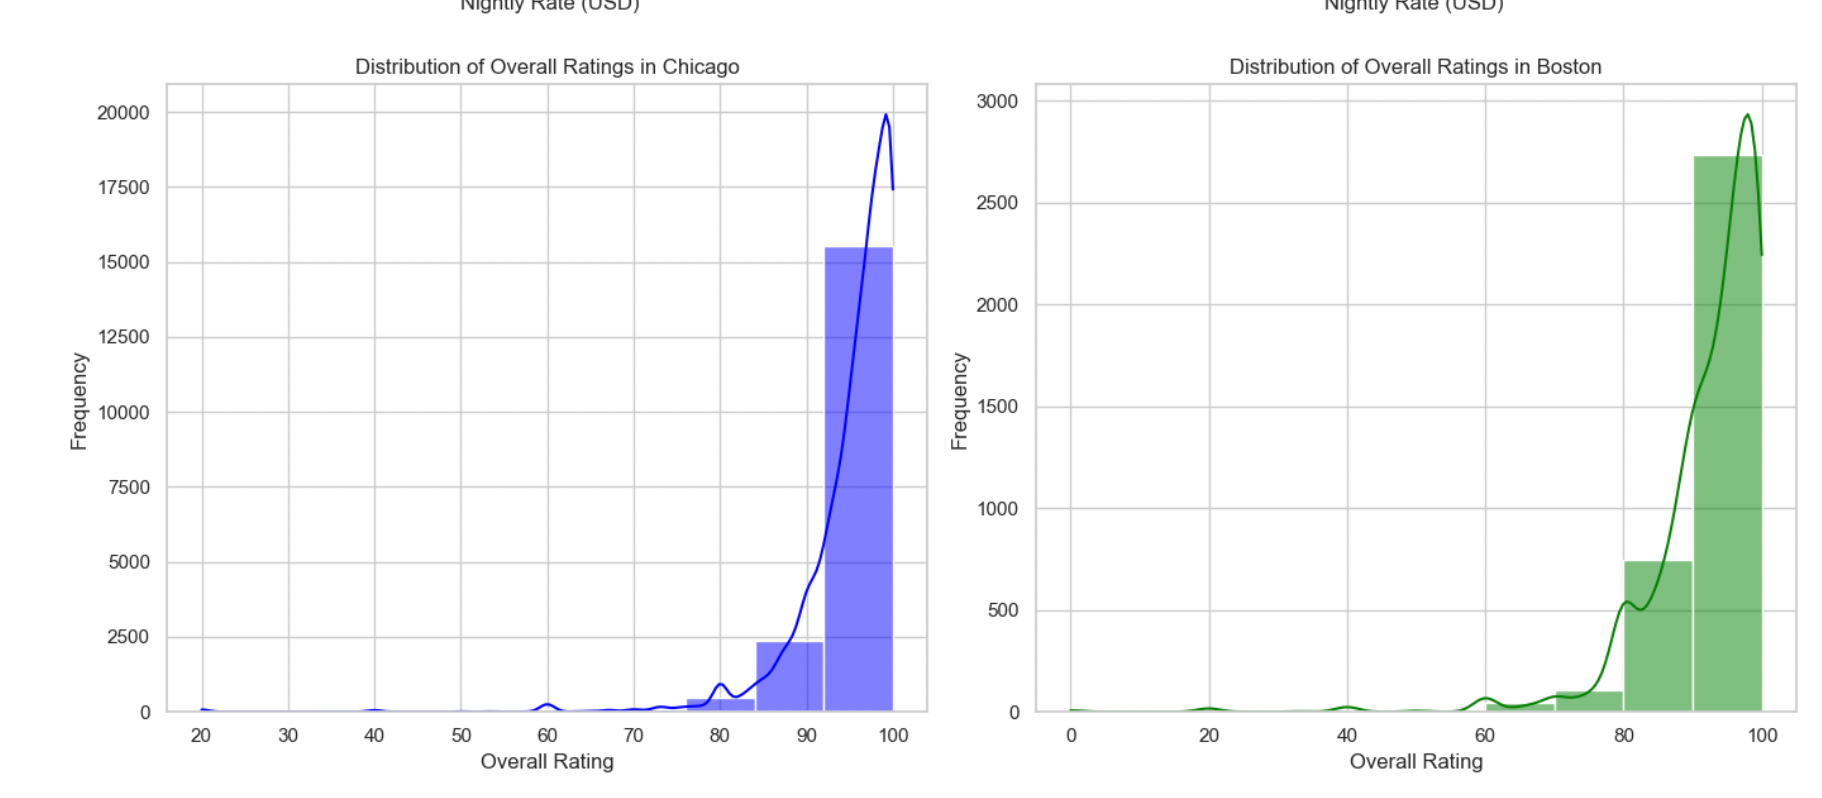 Nightly Rate (USD)
Nightly Rate (USD)
Distribution of Overall Ratings in Chicago
20000
17500
15000
12500
10000
7500
5000
2500
0
Frequency
20 30 40 50 60 70 80 90 100
Overall Rating
Distribution of Overall Ratings in Boston
3000
2500
2000
1500
1000
500
0
Frequency
0 20 40 60 80 100
Overall Rating